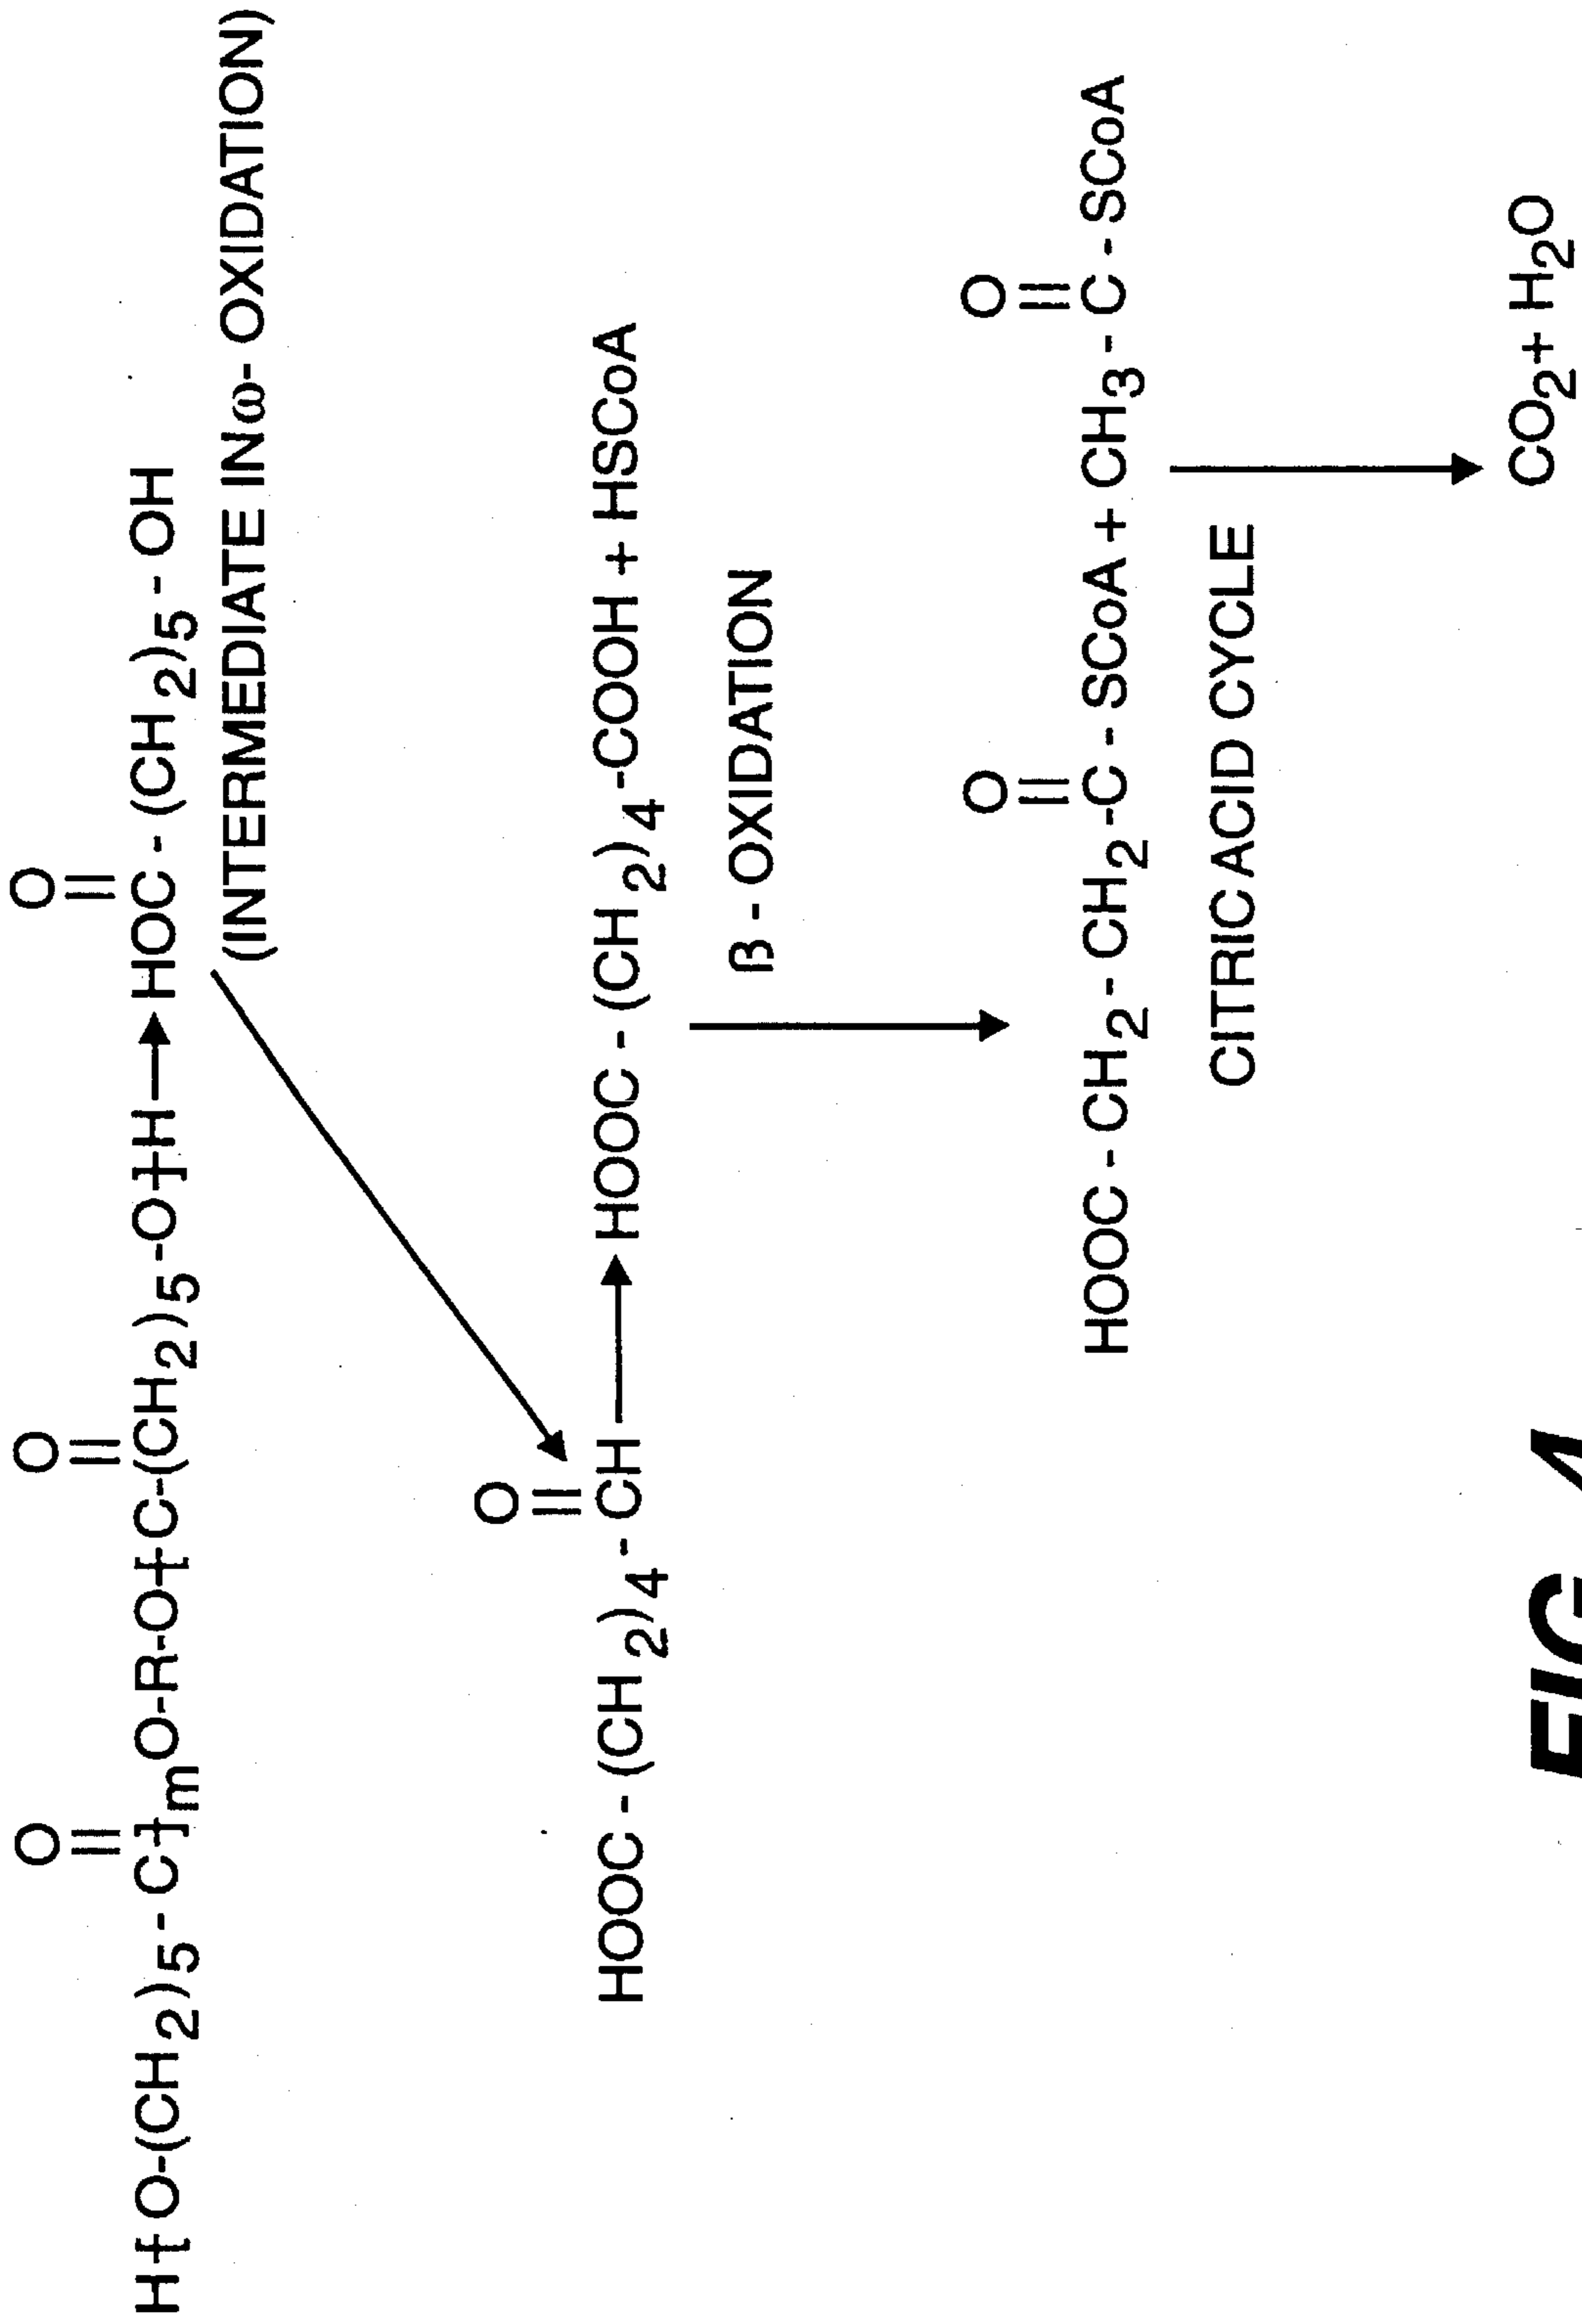 O O O
H-[-O-(CH2)5 - C-]-mO-R-O-[-C-(CH2)5 -O-]-H → HOC - (CH2)5 - OH
(INTERMEDIATE IN ω- OXIDATION)
O
HOOC - (CH2)4 - CH → HOOC - (CH2)4 -COOH + HSCoA
β - OXIDATION
O O
HOOC - CH2 - CH2 -C - SCoA + CH3 - C - SCoA
CITRIC ACID CYCLE
CO2 + H2O
FIG. 4